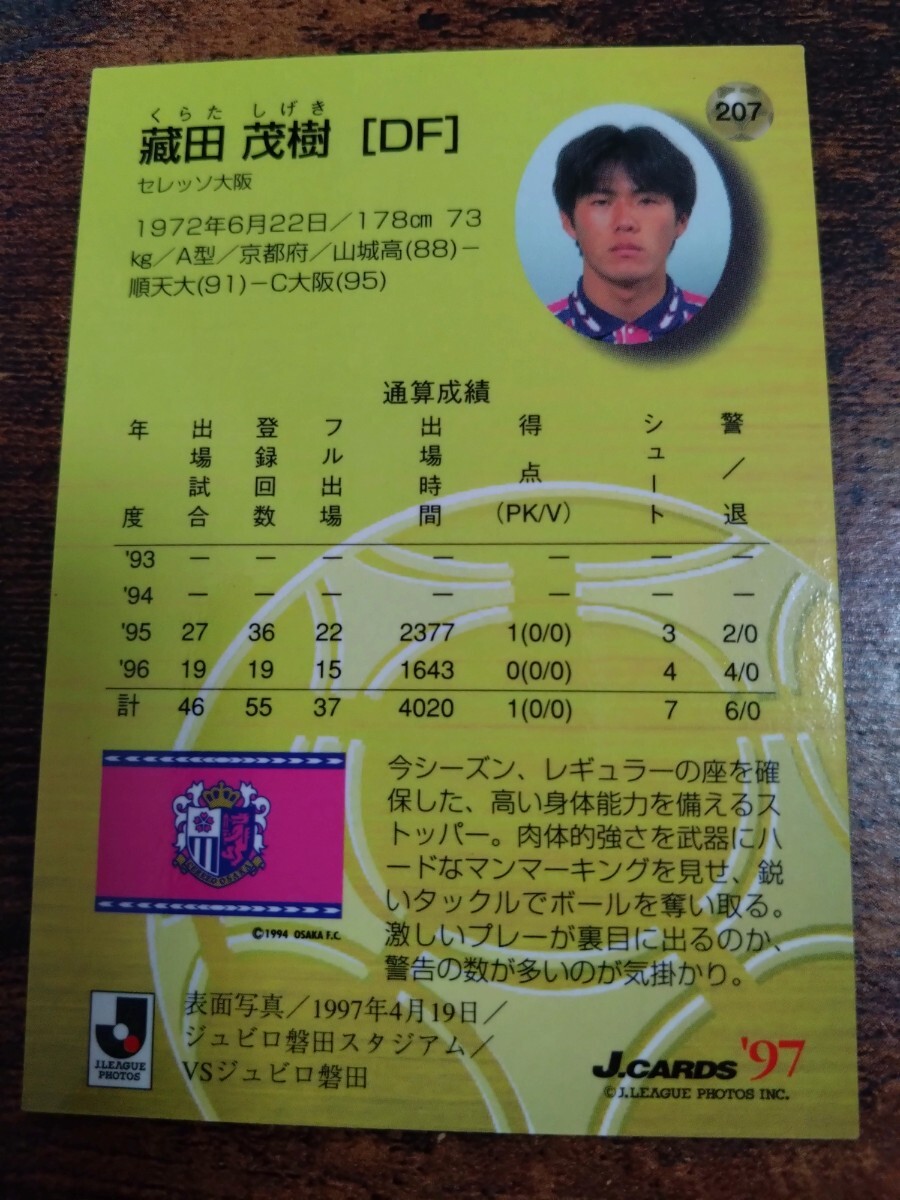 207
くらた しげき
藏田 茂樹 [DF]
セレッソ大阪
1972年6月22日／178㎝ 73
㎏／A型／京都府／山城高(88)－
順天大(91)－C大阪(95)
通算成績
年度 出場試合 登録回数 フル出場 出場時間 得点(PK/V) シュート 警／退
'93 － － － － － － －
'94 － － － － － － －
'95 27 36 22 2377 1(0/0) 3 2/0
'96 19 19 15 1643 0(0/0) 4 4/0
計 46 55 37 4020 1(0/0) 7 6/0
今シーズン、レギュラーの座を確
保した、高い身体能力を備えるス
トッパー。肉体的強さを武器にハ
ードなマンマーキングを見せ、鋭
いタックルでボールを奪い取る。
激しいプレーが裏目に出るのか、
警告の数が多いのが気掛かり。
CEREZO OSAKA
©1994 OSAKA F.C.
表面写真／1997年4月19日／
ジュビロ磐田スタジアム／
VSジュビロ磐田
J.LEAGUE
PHOTOS
J.CARDS '97
©J.LEAGUE PHOTOS INC.